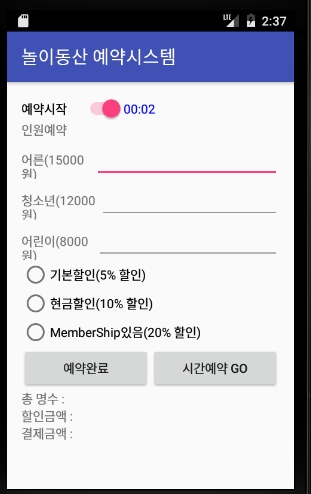 LTE 2:37
놀이동산 예약시스템
예약시작 00:02
인원예약
어른(15000
원)
청소년(12000
원)
어린이(8000
원)
기본할인(5% 할인)
현금할인(10% 할인)
MemberShip있음(20% 할인)
예약완료 시간예약 GO
총 명수 :
할인금액 :
결제금액 :